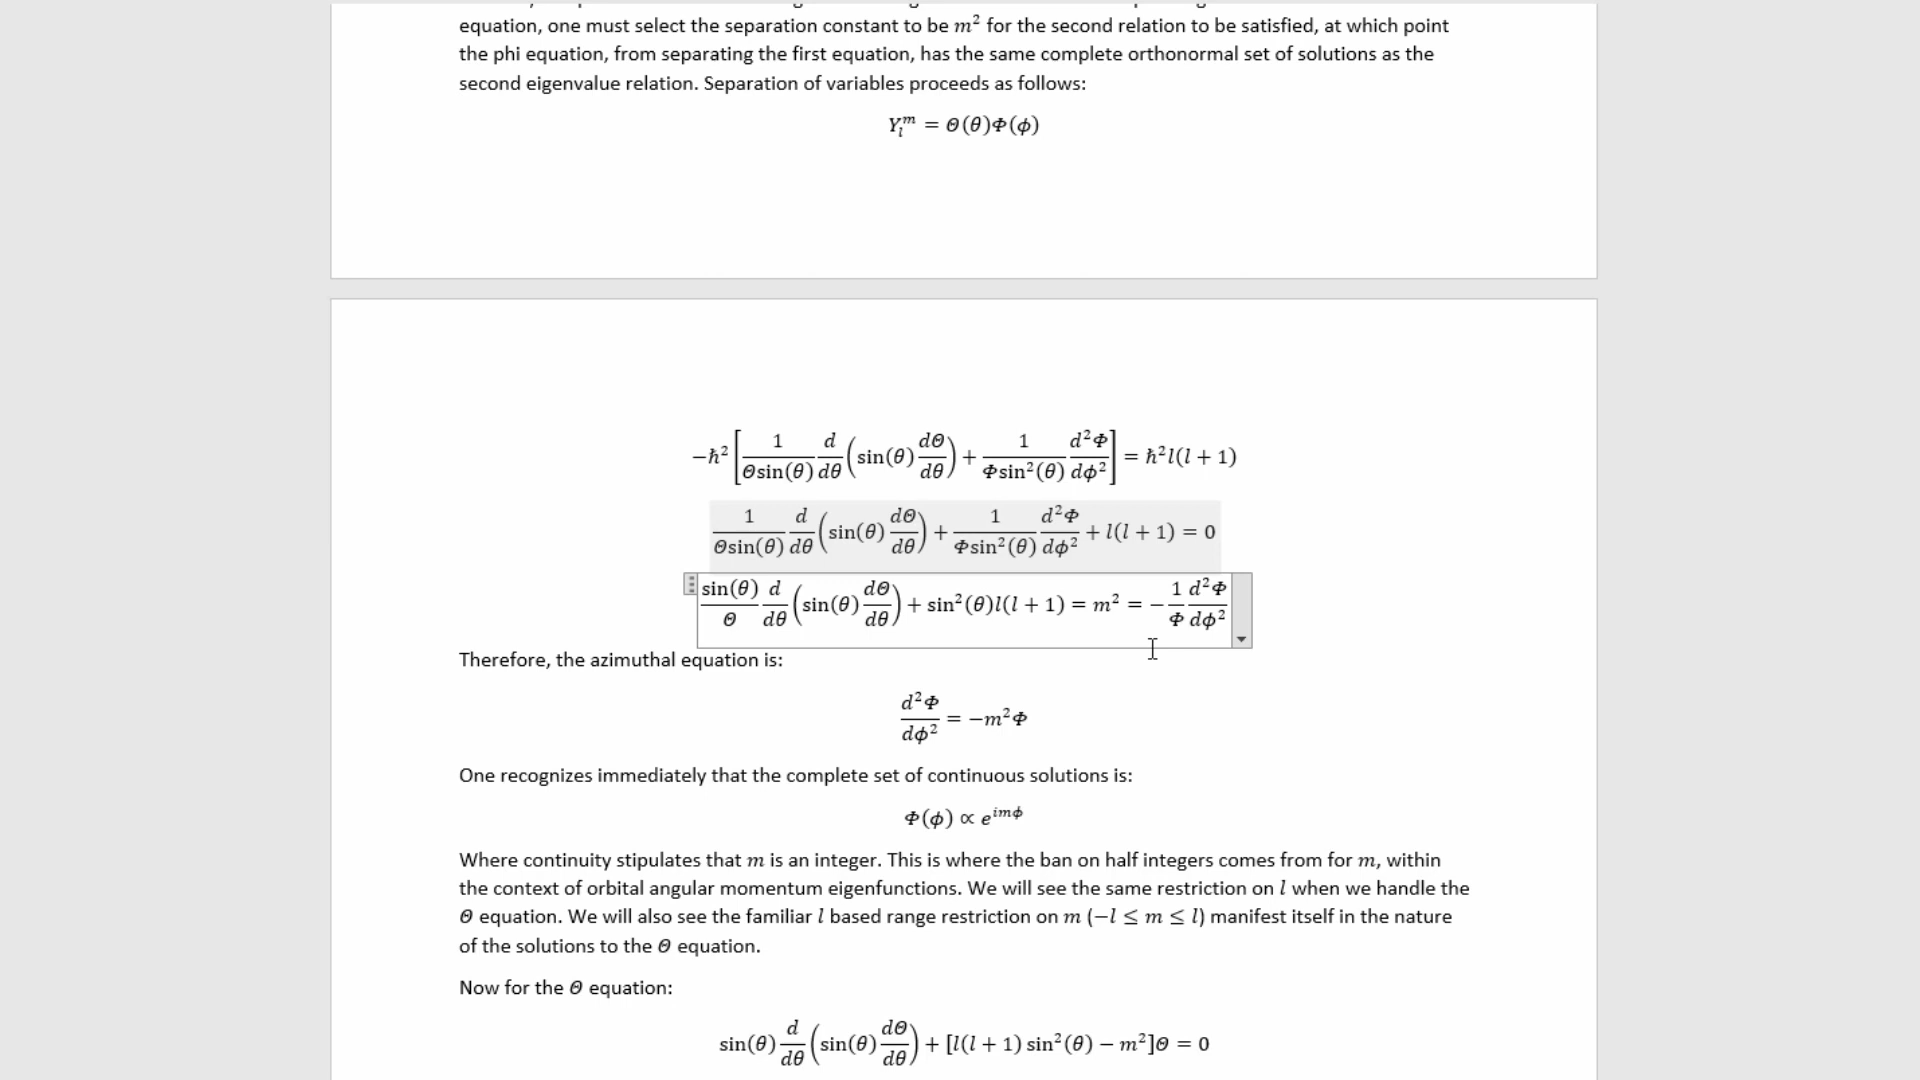 equation, one must select the separation constant to be m² for the second relation to be satisfied, at which point
the phi equation, from separating the first equation, has the same complete orthonormal set of solutions as the
second eigenvalue relation. Separation of variables proceeds as follows:
Y_l^m = Θ(θ)Φ(ϕ)
−ħ² [ 1/(Θsin(θ)) d/dθ (sin(θ) dΘ/dθ) + 1/(Φsin²(θ)) d²Φ/dϕ² ] = ħ²l(l + 1)
1/(Θsin(θ)) d/dθ (sin(θ) dΘ/dθ) + 1/(Φsin²(θ)) d²Φ/dϕ² + l(l + 1) = 0
sin(θ)/Θ d/dθ (sin(θ) dΘ/dθ) + sin²(θ)l(l + 1) = m² = − 1/Φ d²Φ/dϕ²
Therefore, the azimuthal equation is:
d²Φ/dϕ² = −m²Φ
One recognizes immediately that the complete set of continuous solutions is:
Φ(ϕ) ∝ e^{imϕ}
Where continuity stipulates that m is an integer. This is where the ban on half integers comes from for m, within
the context of orbital angular momentum eigenfunctions. We will see the same restriction on l when we handle the
Θ equation. We will also see the familiar l based range restriction on m (−l ≤ m ≤ l) manifest itself in the nature
of the solutions to the Θ equation.
Now for the Θ equation:
sin(θ) d/dθ (sin(θ) dΘ/dθ) + [l(l + 1) sin²(θ) − m²]Θ = 0